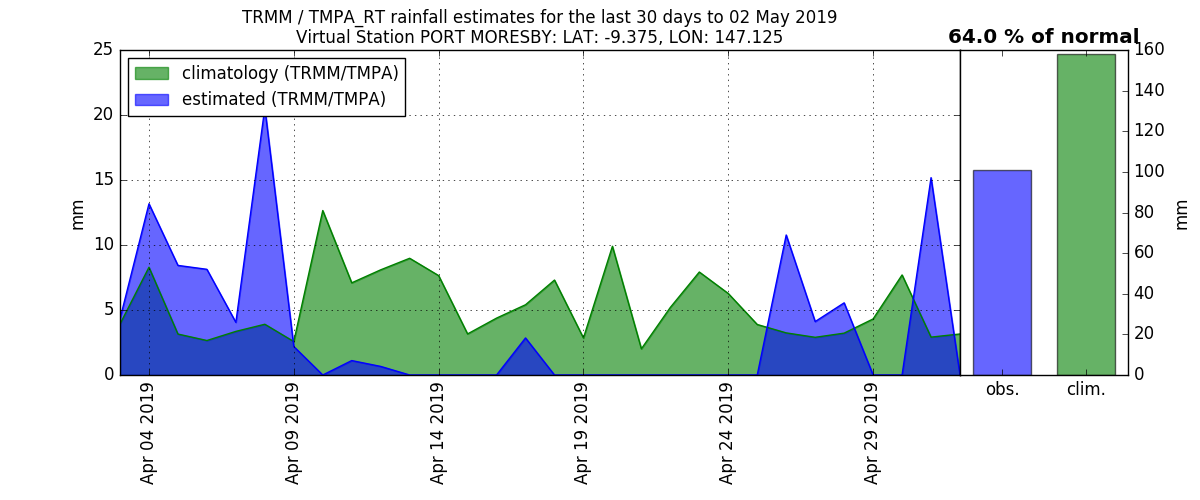 TRMM / TMPA_RT rainfall estimates for the last 30 days to 02 May 2019
Virtual Station PORT MORESBY: LAT: -9.375, LON: 147.125
64.0 % of normal
climatology (TRMM/TMPA)
estimated (TRMM/TMPA)
mm
25
20
15
10
5
0
Apr 04 2019
Apr 09 2019
Apr 14 2019
Apr 19 2019
Apr 24 2019
Apr 29 2019
obs.
clim.
160
140
120
100
80
60
40
20
0
mm